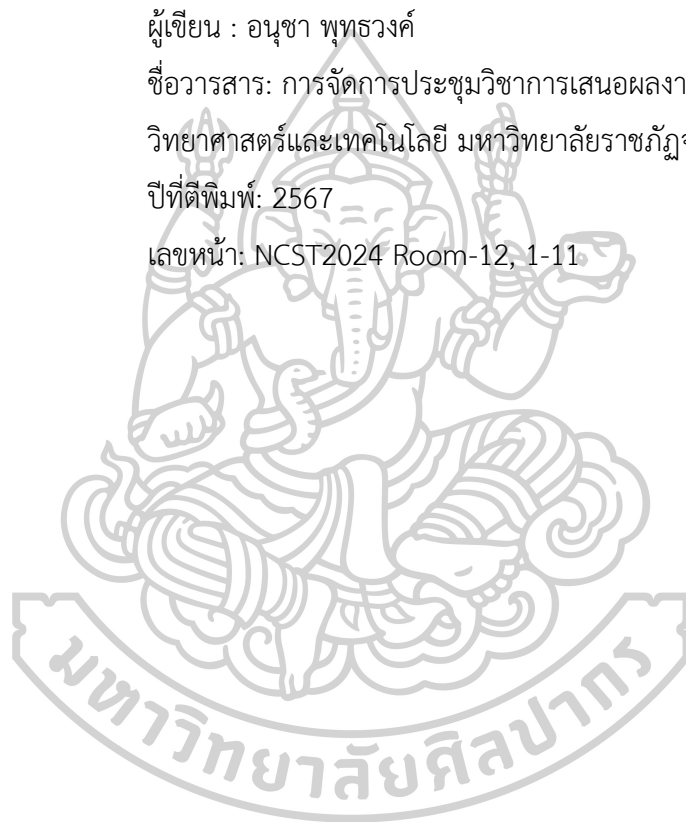 ผู้เขียน : อนุชา พุทธวงค์
ชื่อวารสาร: การจัดการประชุมวิชาการเสนอผลงา
วิทยาศาสตร์และเทคโนโลยี มหาวิทยาลัยราชภัฏ
ปีที่ตีพิมพ์: 2567
เลขหน้า: NCST2024 Room-12, 1-11
มหาวิทยาลัยศิลปากร